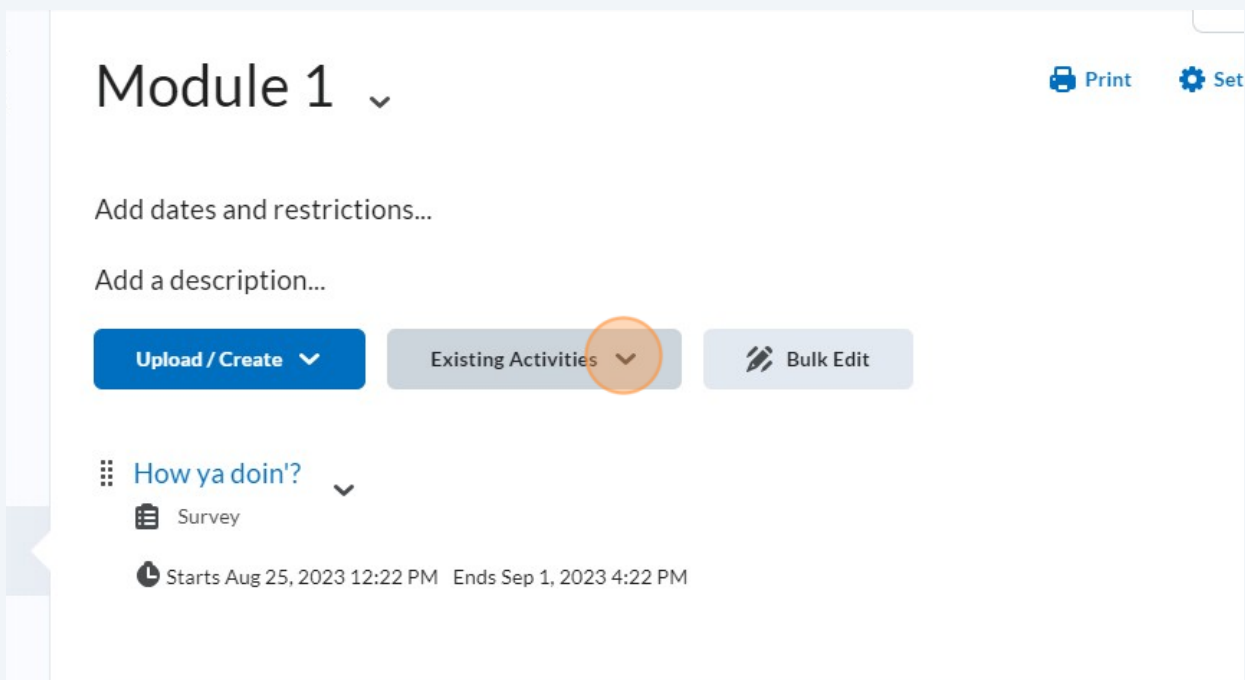 Module 1
Print
Set
Add dates and restrictions...
Add a description...
Upload / Create
Existing Activities
Bulk Edit
How ya doin'?
Survey
Starts Aug 25, 2023 12:22 PM Ends Sep 1, 2023 4:22 PM